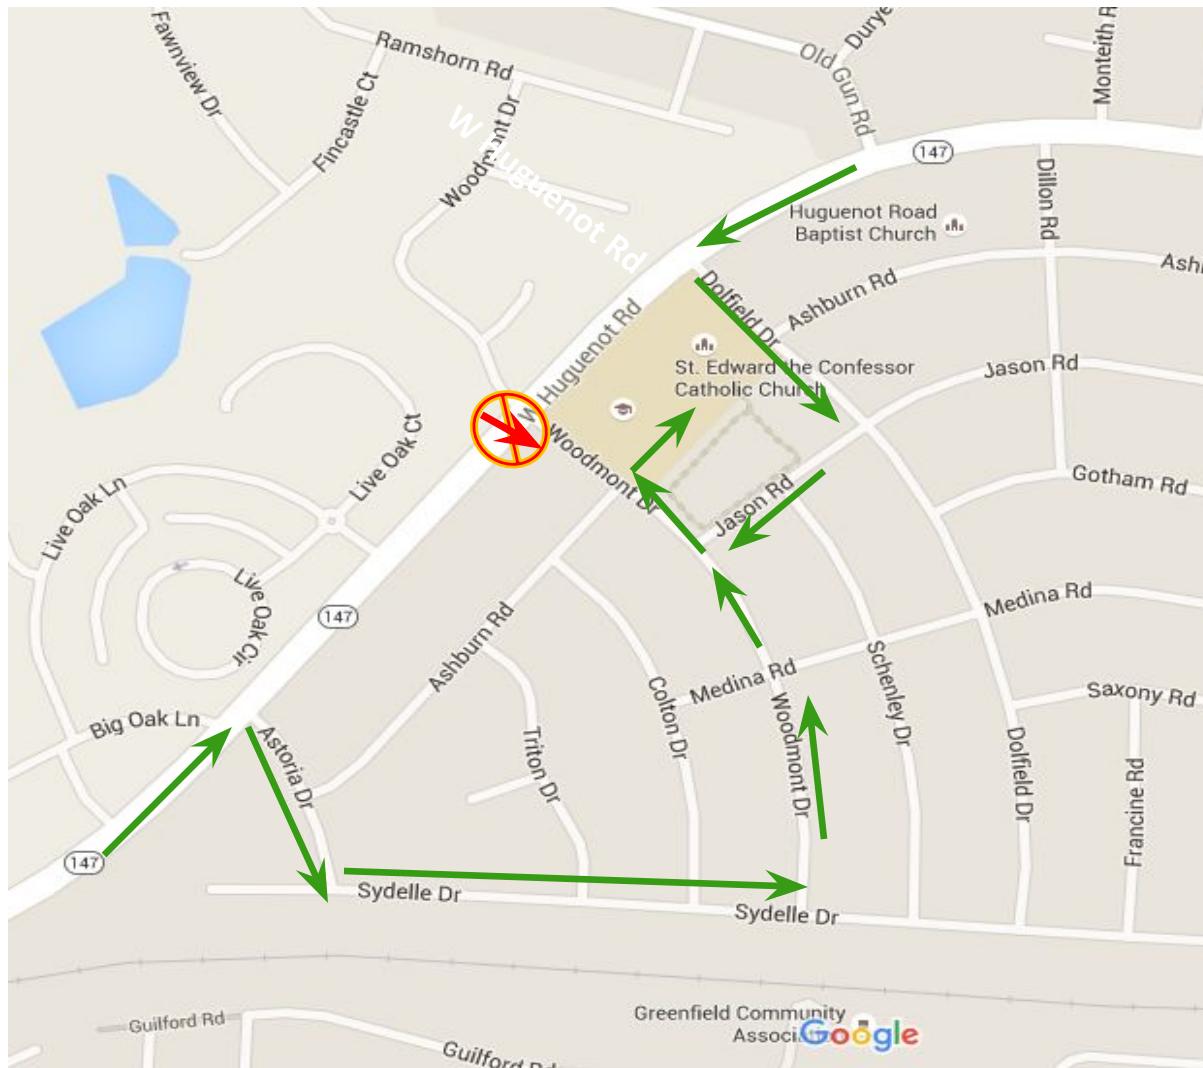 Fawnview Dr
Ramshorn Rd
Fincastle Ct
Woodmont Dr
W Huguenot Rd
Old Gun Rd
Monteith R
Durye
147
Dillon Rd
Huguenot Road
Baptist Church
Ashburn Rd
Ash
Dolfield Dr
W Huguenot Rd
St. Edward the Confessor
Catholic Church
Jason Rd
Live Oak Ct
Woodmont Dr
Live Oak Ln
Jason Rd
Gotham Rd
Live Oak Cir
147
Ashburn Rd
Medina Rd
Medina Rd
Schenley Dr
Colton Dr
Saxony Rd
Woodmont Dr
Big Oak Ln
Astoria Dr
Triton Dr
Dolfield Dr
Francine Rd
147
Sydelle Dr
Sydelle Dr
Guilford Rd
Greenfield Community
Associ
Google
Guilford Rd